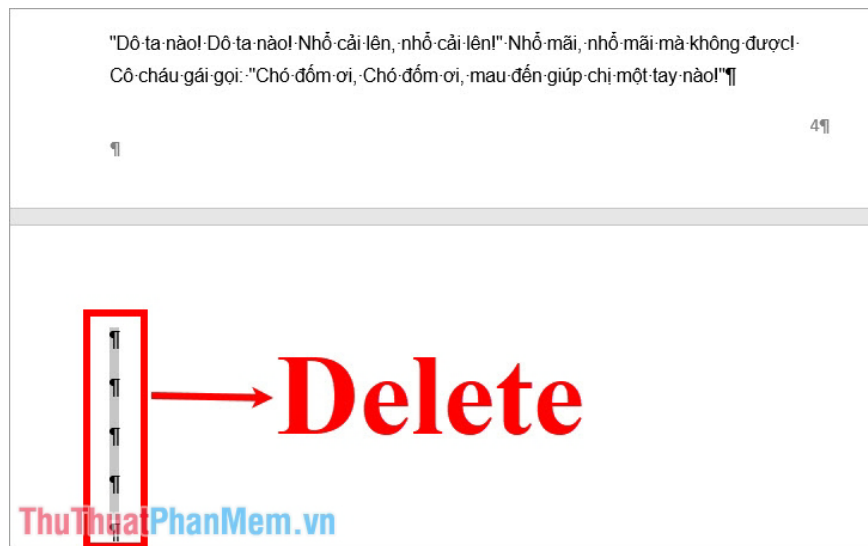 "Dô·ta·nào!·Dô·ta·nào!·Nhổ·cải·lên,·nhổ·cải·lên!"·Nhổ·mãi,·nhổ·mãi·mà·không·được!·
Cô·cháu·gái·gọi:·"Chó·đốm·ơi,·Chó·đốm·ơi,·mau·đến·giúp·chị·một·tay·nào!"¶
4¶
¶
¶
¶
Delete
¶
¶
¶
ThuThuatPhanMem.vn